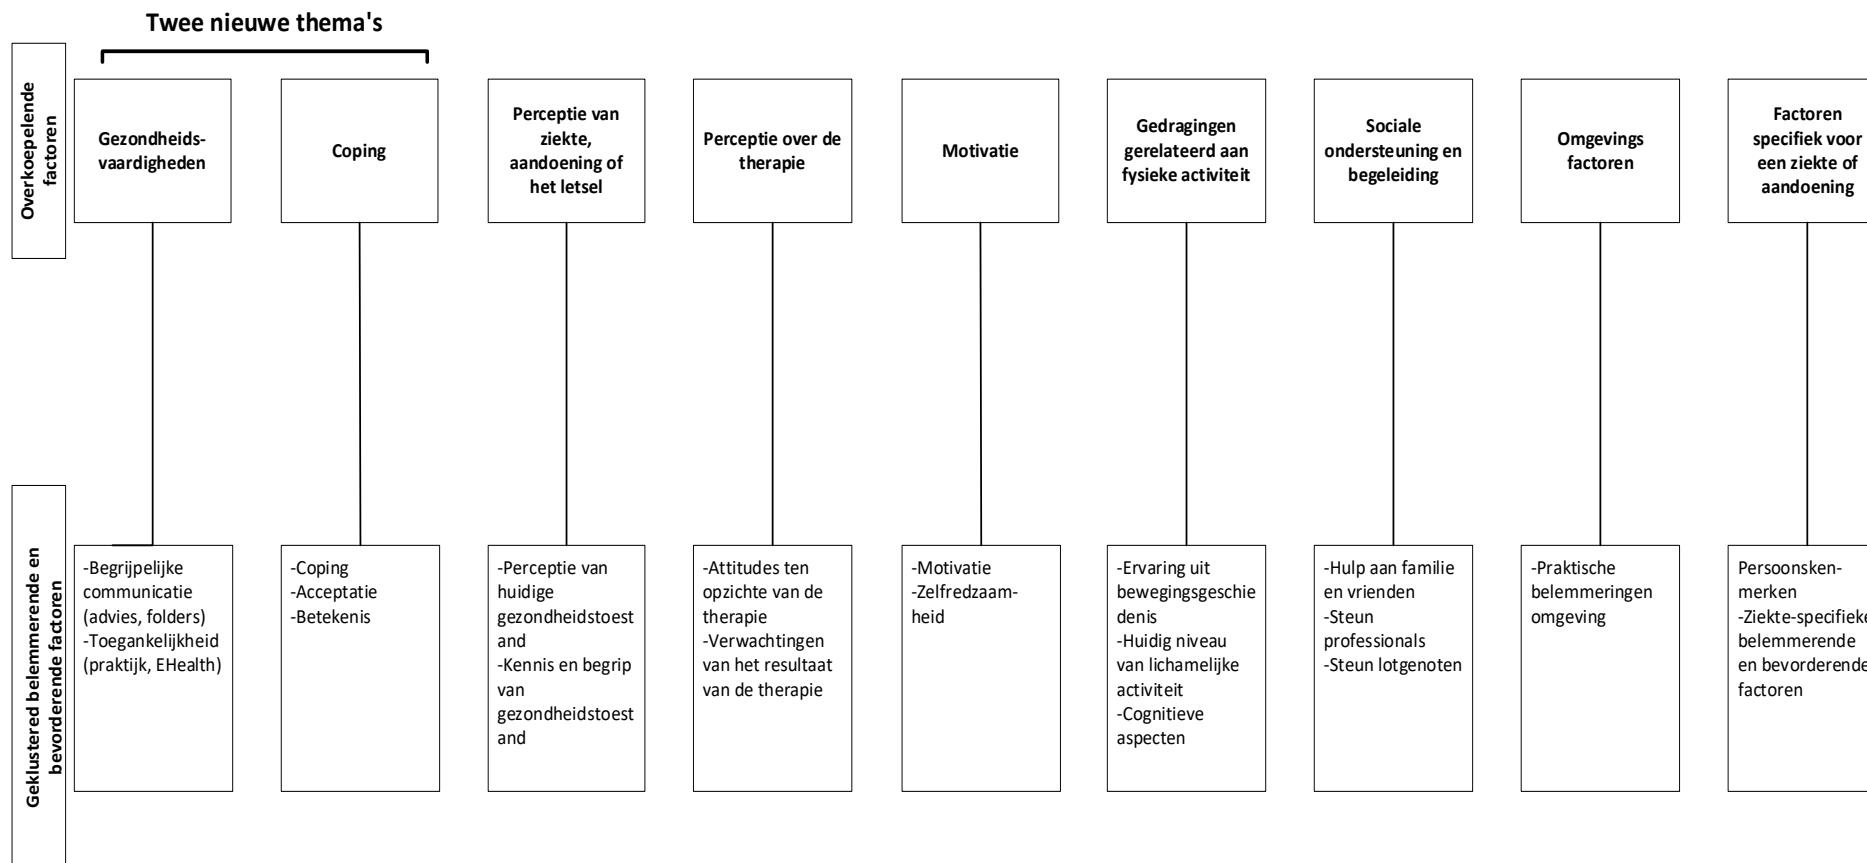 Twee nieuwe thema's
Overkoepelende
factoren
Gezondheids-
vaardigheden
Coping
Perceptie van
ziekte,
aandoening of
het letsel
Perceptie over de
therapie
Motivatie
Gedragingen
gerelateerd aan
fysieke activiteit
Sociale
ondersteuning en
begeleiding
Omgevings
factoren
Factoren
specifiek voor
een ziekte of
aandoening
Geklustered belemmerende en
bevorderende factoren
-Begrijpelijke
communicatie
(advies, folders)
-Toegankelijkheid
(praktijk, EHealth)
-Coping
-Acceptatie
-Betekenis
-Perceptie van
huidige
gezondheidstoest
and
-Kennis en begrip
van
gezondheidstoest
and
-Attitudes ten
opzichte van de
therapie
-Verwachtingen
van het resultaat
van de therapie
-Motivatie
-Zelfredzaam-
heid
-Ervaring uit
bewegingsgeschie
denis
-Huidig niveau
van lichamelijke
activiteit
-Cognitieve
aspecten
-Hulp aan familie
en vrienden
-Steun
professionals
-Steun lotgenoten
-Praktische
belemmeringen
omgeving
Persoonsken-
merken
-Ziekte-specifieke
belemmerende
en bevorderende
factoren